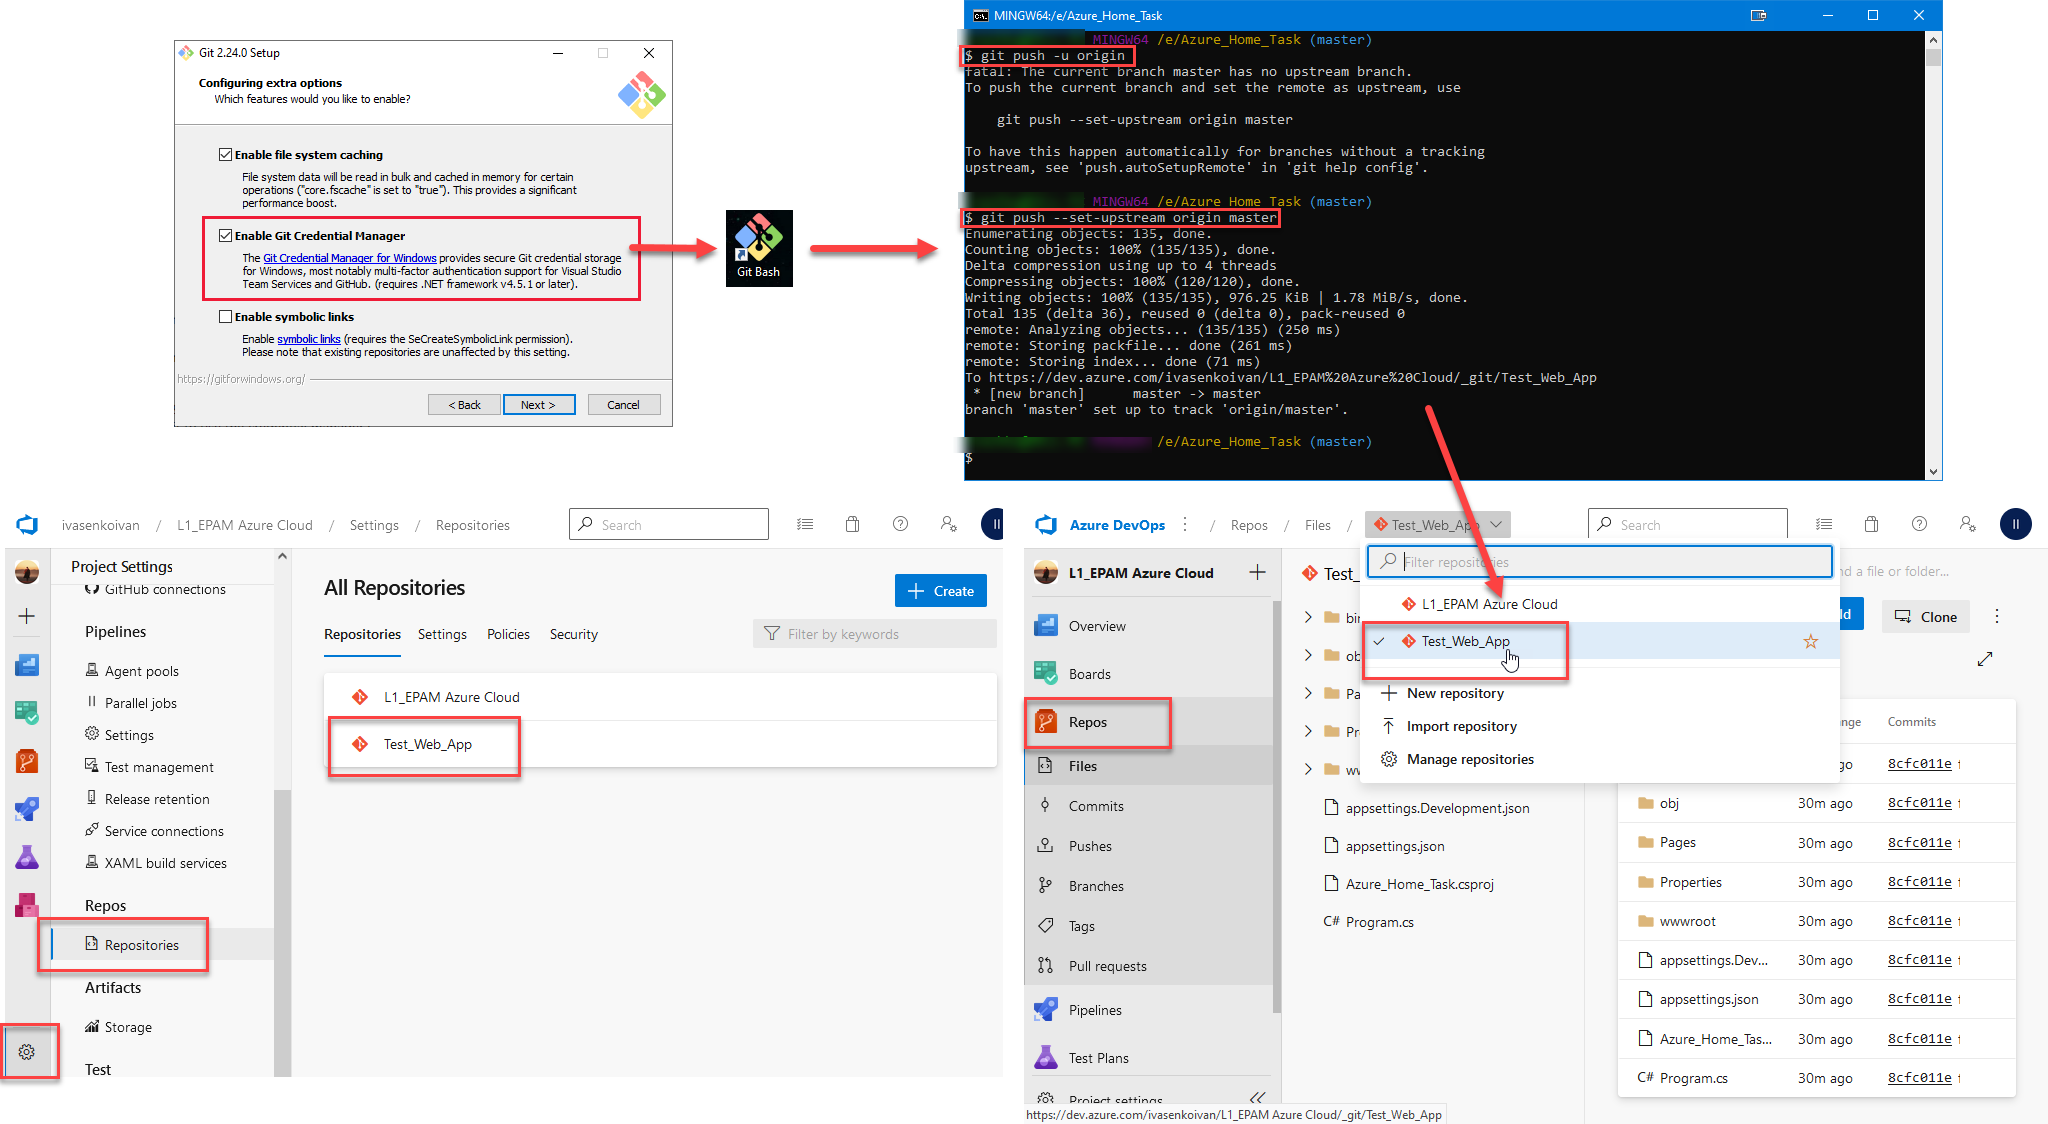 Git 2.24.0 Setup
Configuring extra options
Which features would you like to enable?
Enable file system caching
File system data will be read in bulk and cached in memory for certain
operations ("core.fscache" is set to "true"). This provides a significant
performance boost.
Enable Git Credential Manager
The Git Credential Manager for Windows provides secure Git credential storage
for Windows, most notably multi-factor authentication support for Visual Studio
Team Services and GitHub. (requires .NET framework v4.5.1 or later).
Enable symbolic links
Enable symbolic links (requires the SeCreateSymbolicLink permission).
Please note that existing repositories are unaffected by this setting.
https://gitforwindows.org/
< Back
Next >
Cancel
Git Bash
MINGW64:/e/Azure_Home_Task
MINGW64 /e/Azure_Home_Task (master)
$ git push -u origin
fatal: The current branch master has no upstream branch.
To push the current branch and set the remote as upstream, use
git push --set-upstream origin master
To have this happen automatically for branches without a tracking
upstream, see 'push.autoSetupRemote' in 'git help config'.
MINGW64 /e/Azure_Home_Task (master)
$ git push --set-upstream origin master
Enumerating objects: 135, done.
Counting objects: 100% (135/135), done.
Delta compression using up to 4 threads
Compressing objects: 100% (120/120), done.
Writing objects: 100% (135/135), 976.25 KiB | 1.78 MiB/s, done.
Total 135 (delta 36), reused 0 (delta 0), pack-reused 0
remote: Analyzing objects... (135/135) (250 ms)
remote: Storing packfile... done (261 ms)
remote: Storing index... done (71 ms)
To https://dev.azure.com/ivasenkoivan/L1_EPAM%20Azure%20Cloud/_git/Test_Web_App
* [new branch]      master -> master
branch 'master' set up to track 'origin/master'.
/e/Azure_Home_Task (master)
$
ivasenkoivan / L1_EPAM Azure Cloud / Settings / Repositories
Search
II
Project Settings
GitHub connections
Pipelines
Agent pools
Parallel jobs
Settings
Test management
Release retention
Service connections
XAML build services
Repos
Repositories
Artifacts
Storage
Test
All Repositories
Create
Repositories
Settings
Policies
Security
Filter by keywords
L1_EPAM Azure Cloud
Test_Web_App
Azure DevOps / Repos / Files / Test_Web_App
Search
II
L1_EPAM Azure Cloud
Overview
Boards
Repos
Files
Commits
Pushes
Branches
Tags
Pull requests
Pipelines
Test Plans
Project settings
https://dev.azure.com/ivasenkoivan/L1_EPAM Azure Cloud/_git/Test_Web_App
Test_
bin
ob
Pa
Pr
ww
appsettings.Development.json
appsettings.json
Azure_Home_Task.csproj
C# Program.cs
Filter repositories
L1_EPAM Azure Cloud
Test_Web_App
New repository
Import repository
Manage repositories
nd a file or folder...
ld
Clone
nge
Commits
go 8cfc011e
obj 30m ago 8cfc011e
Pages 30m ago 8cfc011e
Properties 30m ago 8cfc011e
wwwroot 30m ago 8cfc011e
appsettings.Dev... 30m ago 8cfc011e
appsettings.json 30m ago 8cfc011e
Azure_Home_Tas... 30m ago 8cfc011e
C# Program.cs 30m ago 8cfc011e